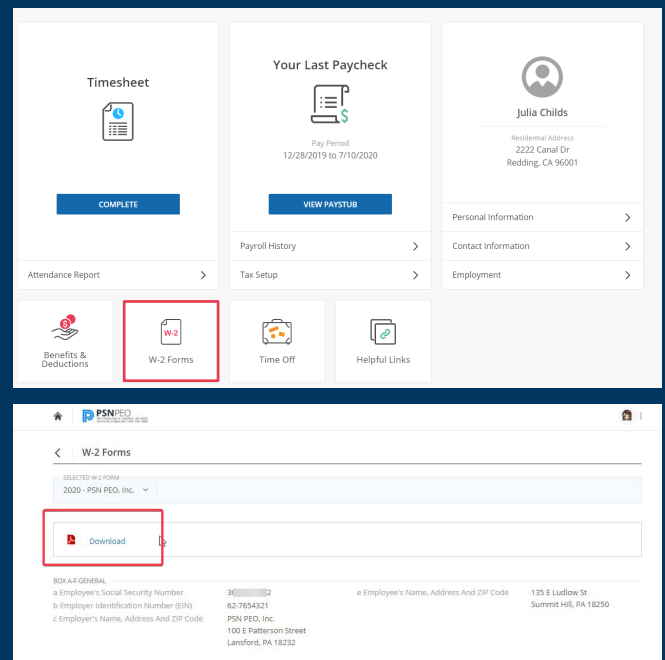 Timesheet
COMPLETE
Attendance Report
Your Last Paycheck
$
Pay Period
12/28/2019 to 7/10/2020
VIEW PAYSTUB
Payroll History
Tax Setup
Julia Childs
Residential Address
2222 Canal Dr
Redding, CA 96001
Personal Information
Contact Information
Employment
$
Benefits &
Deductions
W-2
W-2 Forms
Time Off
Helpful Links
PSNPEO
W-2 Forms
SELECTED W-2 FORM
2020 - PSN PEO, Inc.
Download
BOX A-F GENERAL
a Employee's Social Security Number 2
b Employer Identification Number (EIN) 62-7654321
c Employer's Name, Address And ZIP Code PSN PEO, Inc.
100 E Patterson Street
Lansford, PA 18232
e Employee's Name, Address And ZIP Code 135 E Ludlow St
Summit Hill, PA 18250